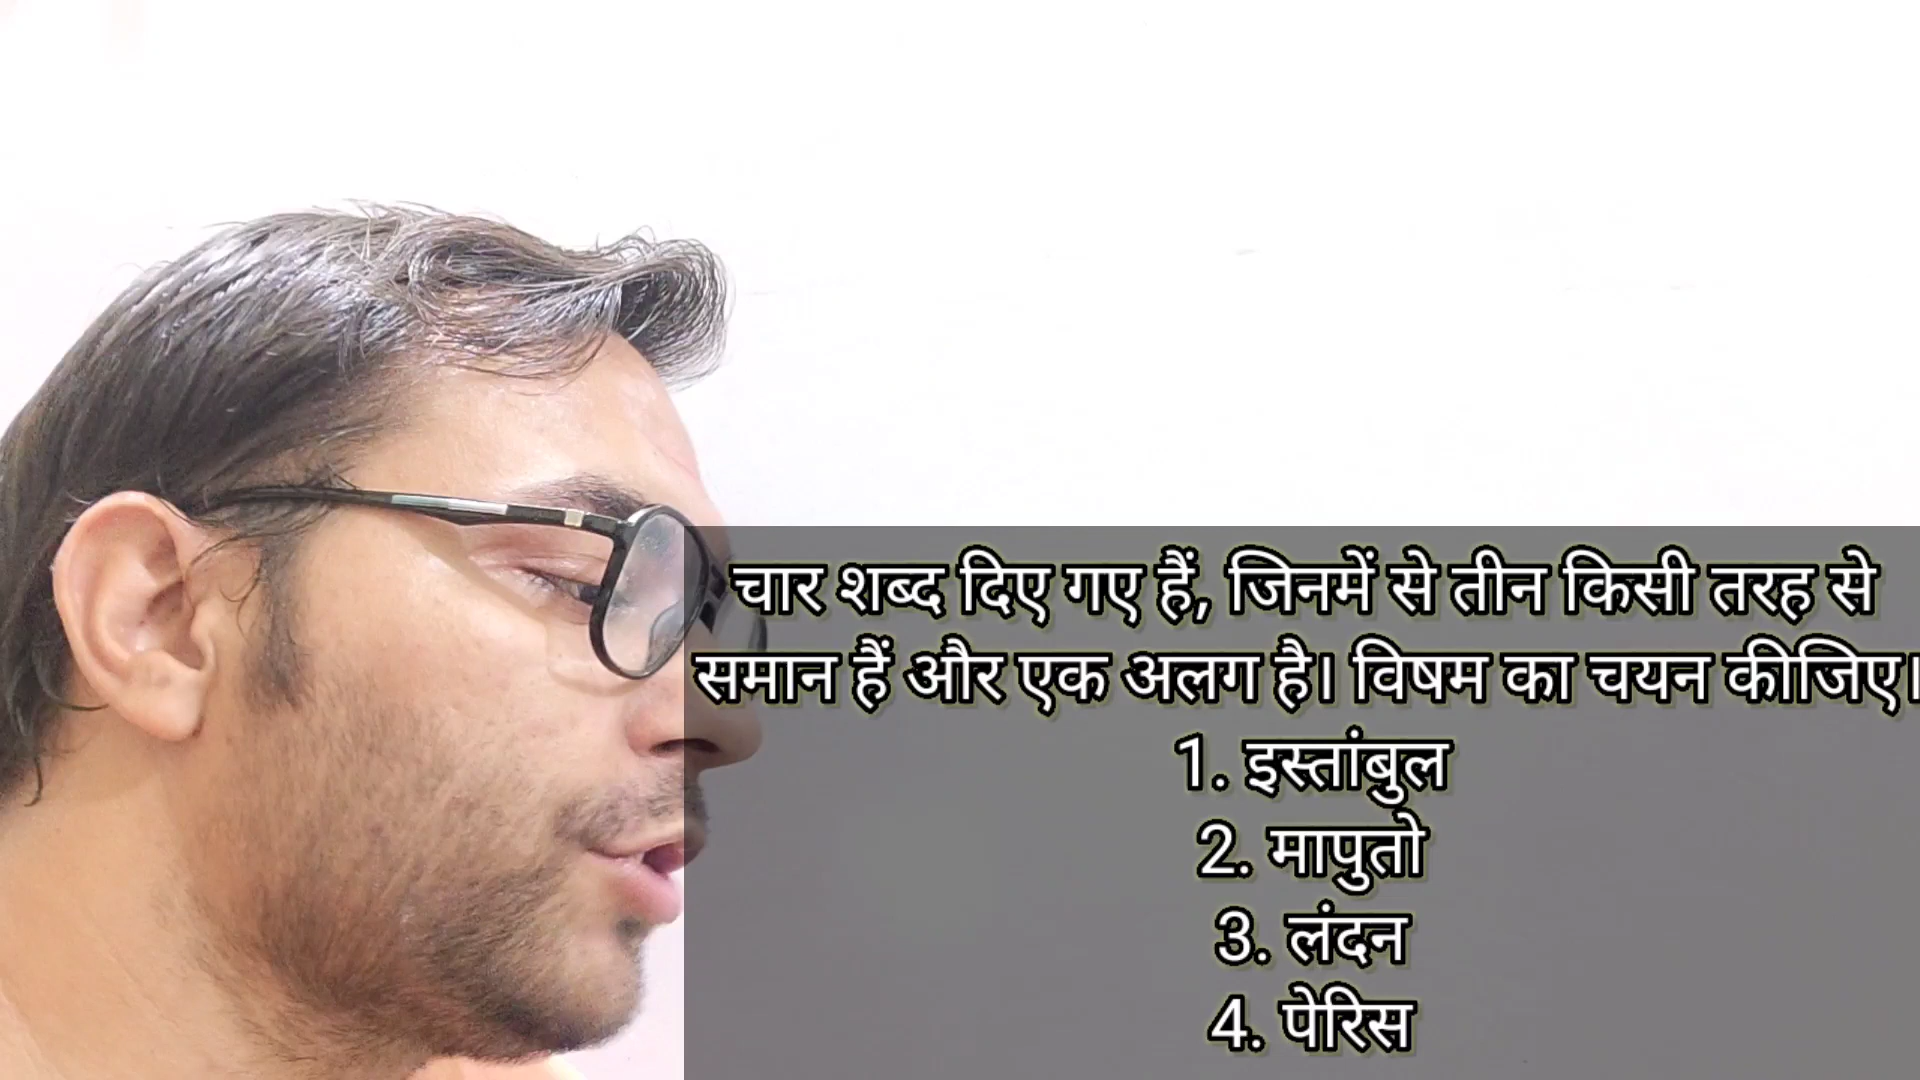 चार शब्द दिए गए हैं, जिनमें से तीन किसी तरह से
समान हैं और एक अलग है। विषम का चयन कीजिए।
1. इस्तांबुल
2. मापुतो
3. लंदन
4. पेरिस